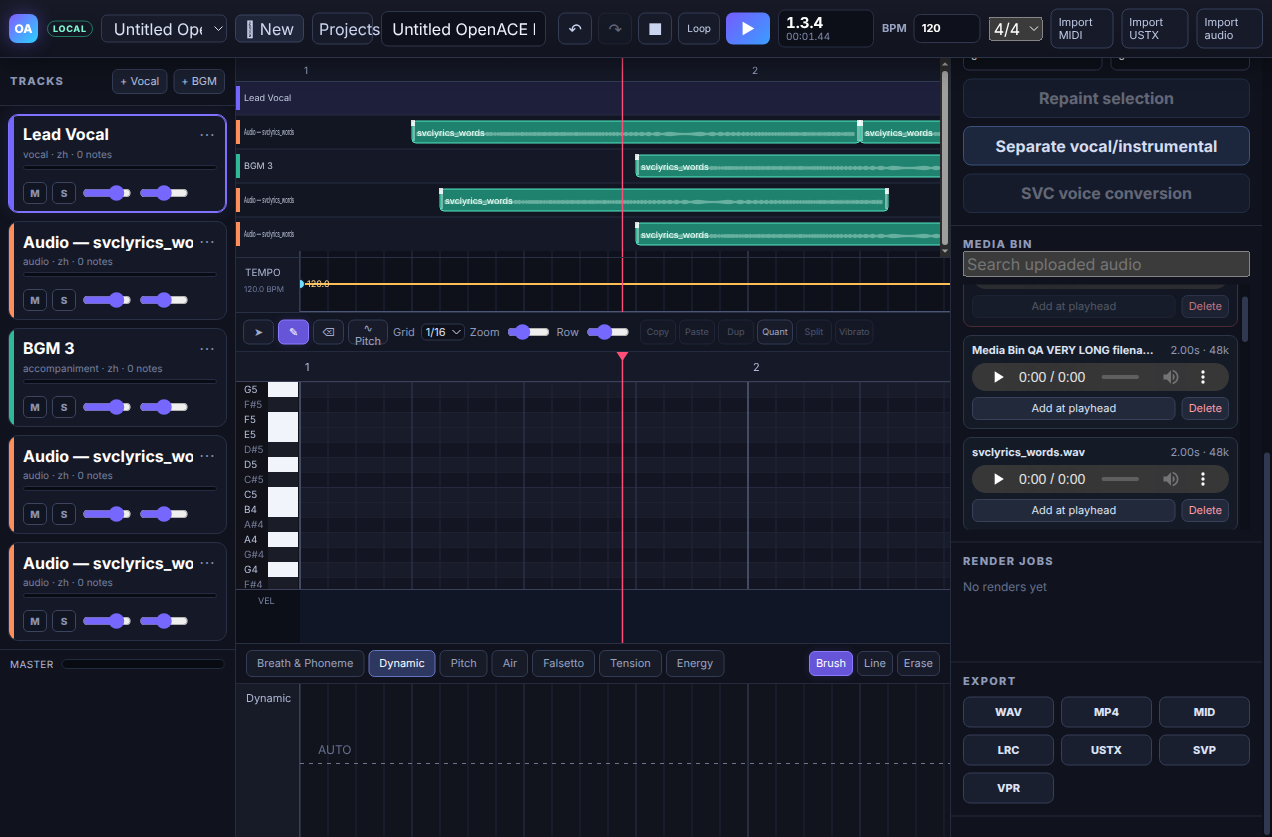 OA LOCAL Untitled Ope New Projects Untitled OpenACE Loop 1.3.4 00:01.44 BPM 120 4/4 Import MIDI Import USTX Import audio
TRACKS + Vocal + BGM
Lead Vocal ...
vocal · zh · 0 notes
M S
Audio — svclyrics_wo ...
audio · zh · 0 notes
M S
BGM 3 ...
accompaniment · zh · 0 notes
M S
Audio — svclyrics_wo ...
audio · zh · 0 notes
M S
Audio — svclyrics_wo ...
audio · zh · 0 notes
M S
MASTER
1 2
Lead Vocal
Audio — svclyrics_words svclyrics_words svclyrics_words
BGM 3 svclyrics_words
Audio — svclyrics_words svclyrics_words
Audio — svclyrics_words svclyrics_words
TEMPO
120.0 BPM
120.0
Pitch Grid 1/16 Zoom Row Copy Paste Dup Quant Split Vibrato
1 2
G5
F#5
F5
E5
D#5
D5
C#5
C5
B4
A#4
A4
G#4
G4
F#4
VEL
Breath & Phoneme Dynamic Pitch Air Falsetto Tension Energy Brush Line Erase
Dynamic
AUTO
Repaint selection
Separate vocal/instrumental
SVC voice conversion
MEDIA BIN
Search uploaded audio
Add at playhead Delete
Media Bin QA VERY LONG filena... 2.00s · 48k
0:00 / 0:00
Add at playhead Delete
svclyrics_words.wav 2.00s · 48k
0:00 / 0:00
Add at playhead Delete
RENDER JOBS
No renders yet
EXPORT
WAV MP4 MID
LRC USTX SVP
VPR